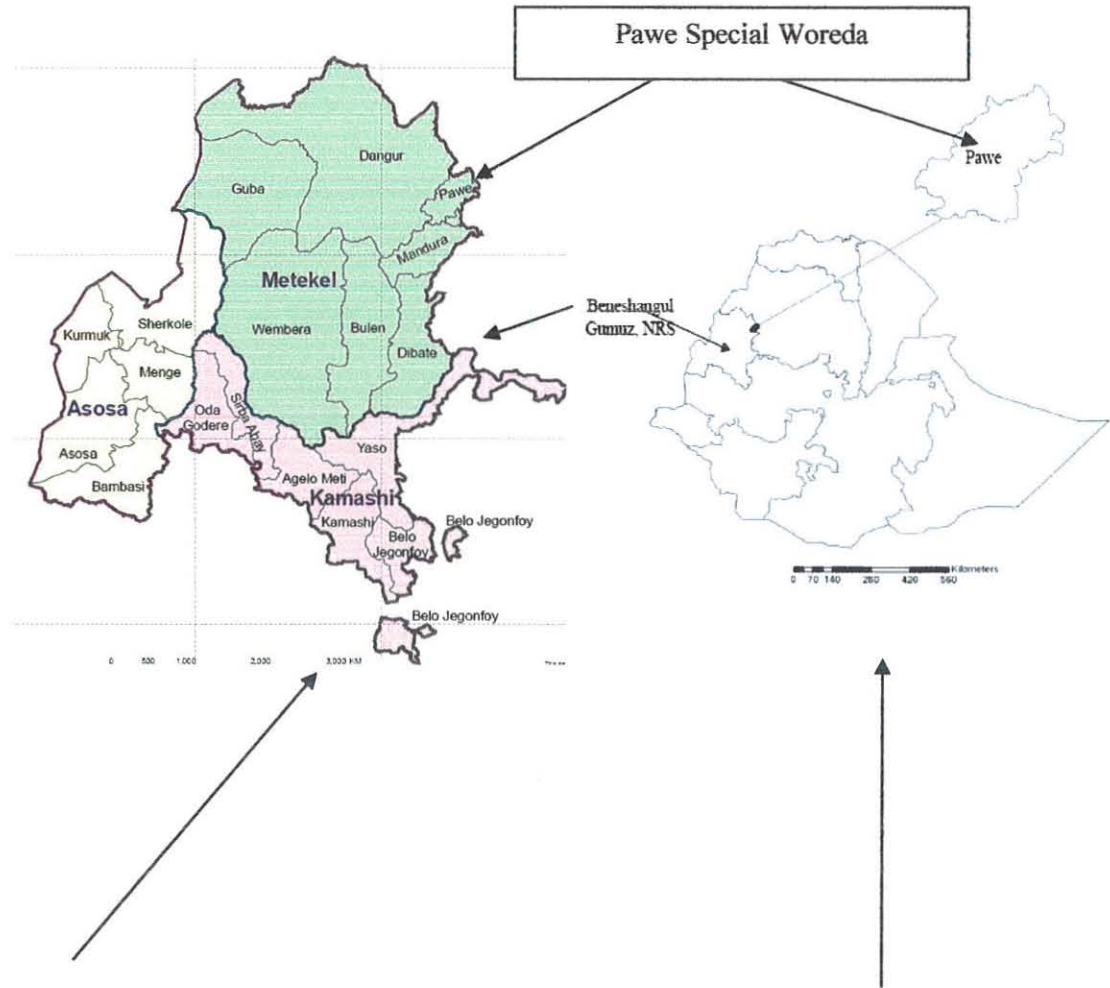 Pawe Special Woreda
Dangur
Guba
Pawe
Mandura
Metekel
Wembera
Bulen
Dibate
Kurmuk
Sherkole
Menge
Asosa
Oda
Godere
Sirba Abay
Asosa
Bambasi
Yaso
Agelo Meti
Kamashi
Kamashi
Belo
Jegonfoy
Belo Jegonfoy
Belo Jegonfoy
0 500 1,000 2,000 3,000 KM
Pawe
Beneshangul
Gumuz, NRS
Kilometers
0 70 140 280 420 560